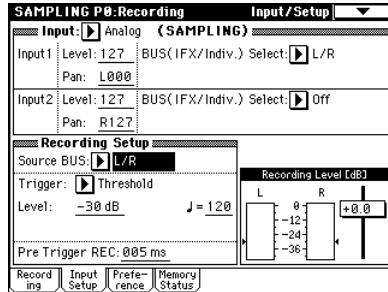 SAMPLING P0:Recording Input/Setup
Input: Analog (SAMPLING)
Input1 Level: 127 BUS(IFX/Indiv.) Select: L/R
Pan: L000
Input2 Level: 127 BUS(IFX/Indiv.) Select: Off
Pan: R127
Recording Setup
Source BUS: L/R
Trigger: Threshold
Level: -30 dB ♩= 120
Pre Trigger REC: 005 ms
Recording Level [dB]
L R
0
+0.0
-12
-24
-36
Record ing Input Setup Prefe- rence Memory Status